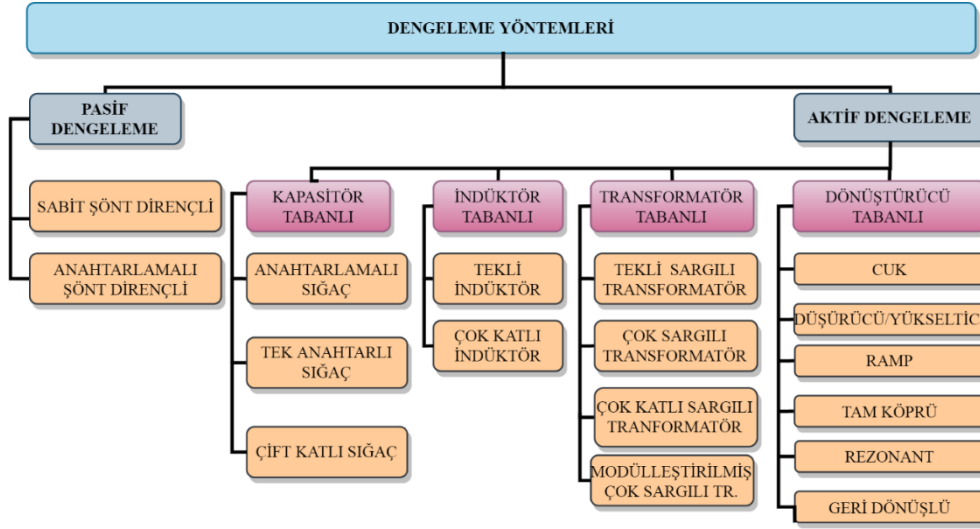 DENGELEME YÖNTEMLERİ
PASİF
DENGELEME
AKTİF DENGELEME
SABİT ŞÖNT DİRENÇLİ
ANAHTARLAMALI
ŞÖNT DİRENÇLİ
KAPASİTÖR
TABANLI
ANAHTARLAMALI
SIĞAÇ
TEK ANAHTARLI
SIĞAÇ
ÇİFT KATLI SIĞAÇ
İNDÜKTÖR
TABANLI
TEKLİ
İNDÜKTÖR
ÇOK KATLI
İNDÜKTÖR
TRANSFORMATÖR
TABANLI
TEKLİ SARGILI
TRANSFORMATÖR
ÇOK SARGILI
TRANSFORMATÖR
ÇOK KATLI SARGILI
TRANFORMATÖR
MODÜLLEŞTİRİLMİŞ
ÇOK SARGILI TR.
DÖNÜŞTÜRÜCÜ
TABANLI
CUK
DÜŞÜRÜCÜ/YÜKSELTİC
RAMP
TAM KÖPRÜ
REZONANT
GERİ DÖNÜŞLÜ